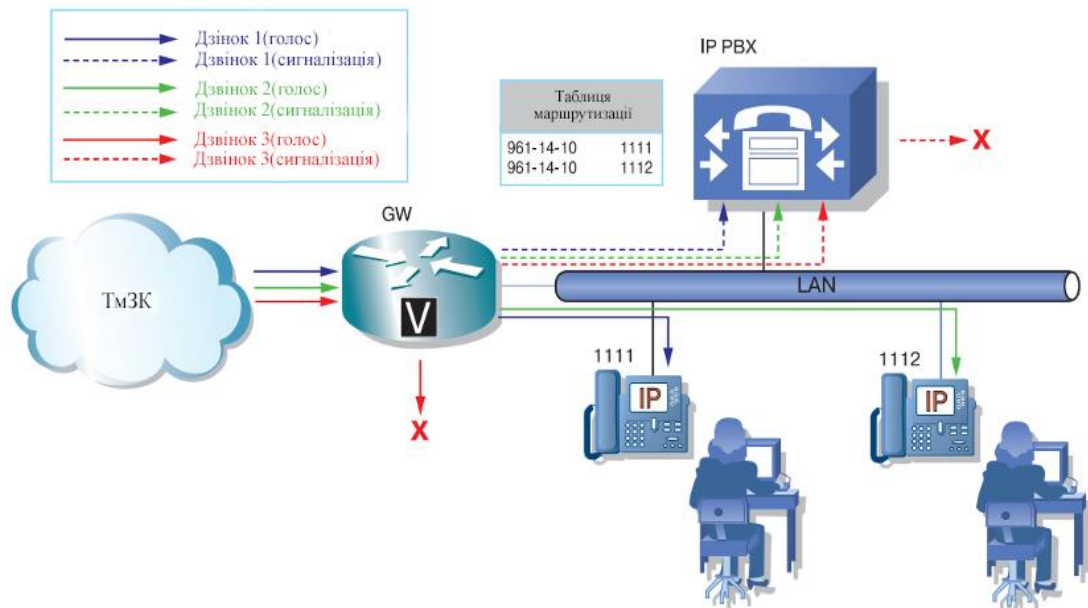 Дзінок 1(голос)
Дзвінок 1(сигналізація)
Дзвінок 2(голос)
Дзвінок 2(сигналізація)
Дзвінок 3(голос)
Дзвінок 3(сигналізація)
IP PBX
Таблиця
маршрутизації
961-14-10 1111
961-14-10 1112
X
GW
ТмЗК
V
LAN
X
1111
IP
1112
IP